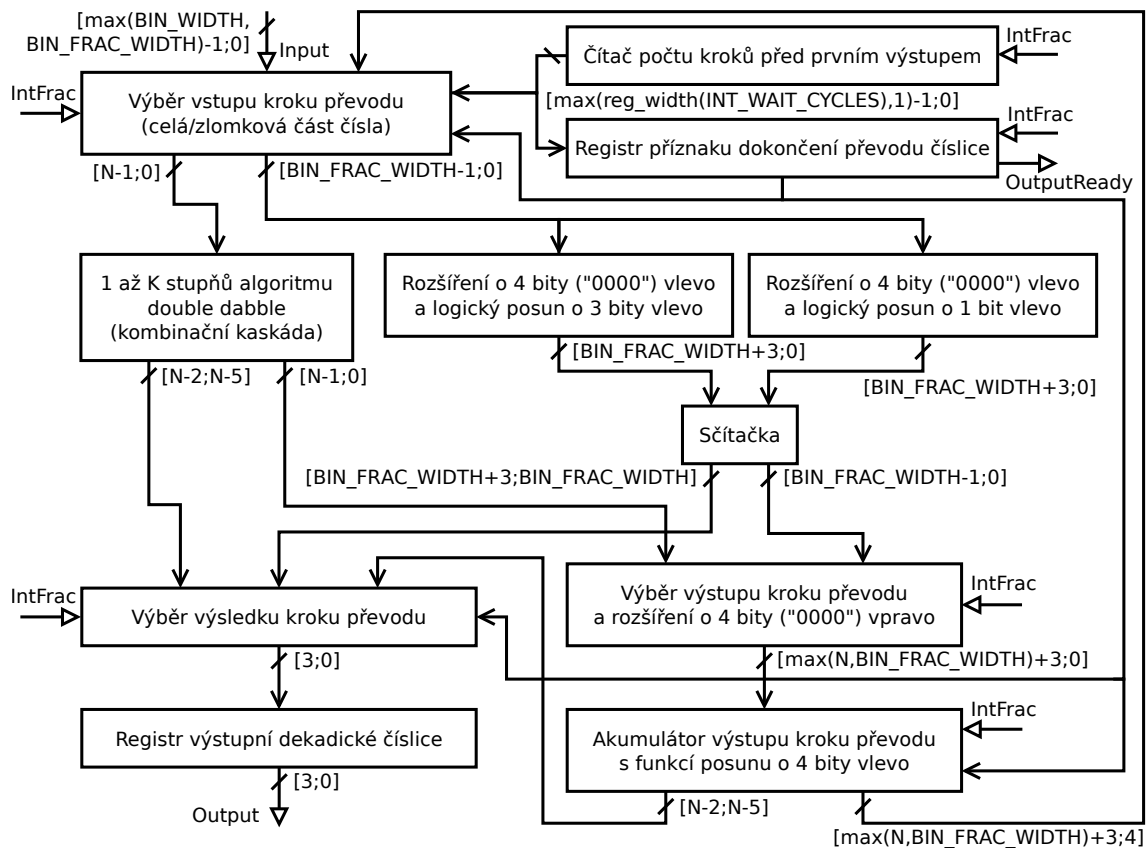 [max(BIN_WIDTH,
BIN_FRAC_WIDTH)-1;0]
Input
IntFrac
Výběr vstupu kroku převodu
(celá/zlomková část čísla)
Čítač počtu kroků před prvním výstupem
IntFrac
[max(reg_width(INT_WAIT_CYCLES),1)-1;0]
IntFrac
Registr příznaku dokončení převodu číslice
OutputReady
[N-1;0]
[BIN_FRAC_WIDTH-1;0]
1 až K stupňů algoritmu
double dabble
(kombinační kaskáda)
Rozšíření o 4 bity ("0000") vlevo
a logický posun o 3 bity vlevo
Rozšíření o 4 bity ("0000") vlevo
a logický posun o 1 bit vlevo
[N-2;N-5]
[N-1;0]
[BIN_FRAC_WIDTH+3;0]
[BIN_FRAC_WIDTH+3;0]
Sčítačka
[BIN_FRAC_WIDTH+3;BIN_FRAC_WIDTH]
[BIN_FRAC_WIDTH-1;0]
IntFrac
Výběr výsledku kroku převodu
Výběr výstupu kroku převodu
a rozšíření o 4 bity ("0000") vpravo
IntFrac
[3;0]
[max(N,BIN_FRAC_WIDTH)+3;0]
Registr výstupní dekadické číslice
Akumulátor výstupu kroku převodu
s funkcí posunu o 4 bity vlevo
IntFrac
[3;0]
Output
[N-2;N-5]
[max(N,BIN_FRAC_WIDTH)+3;4]